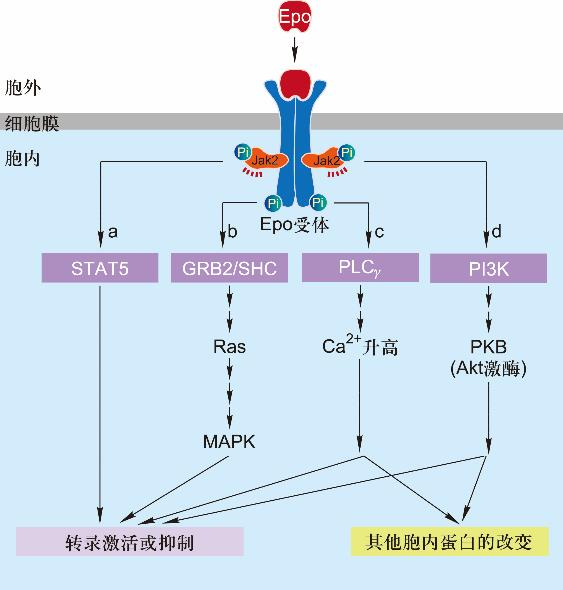 Epo
胞外
细胞膜
胞内
Pi
Jak2
Jak2
Pi
Pi
Pi
Epo受体
a
b
c
d
STAT5
GRB2/SHC
PLCγ
PI3K
Ras
Ca2+升高
PKB
(Akt激酶)
MAPK
转录激活或抑制
其他胞内蛋白的改变